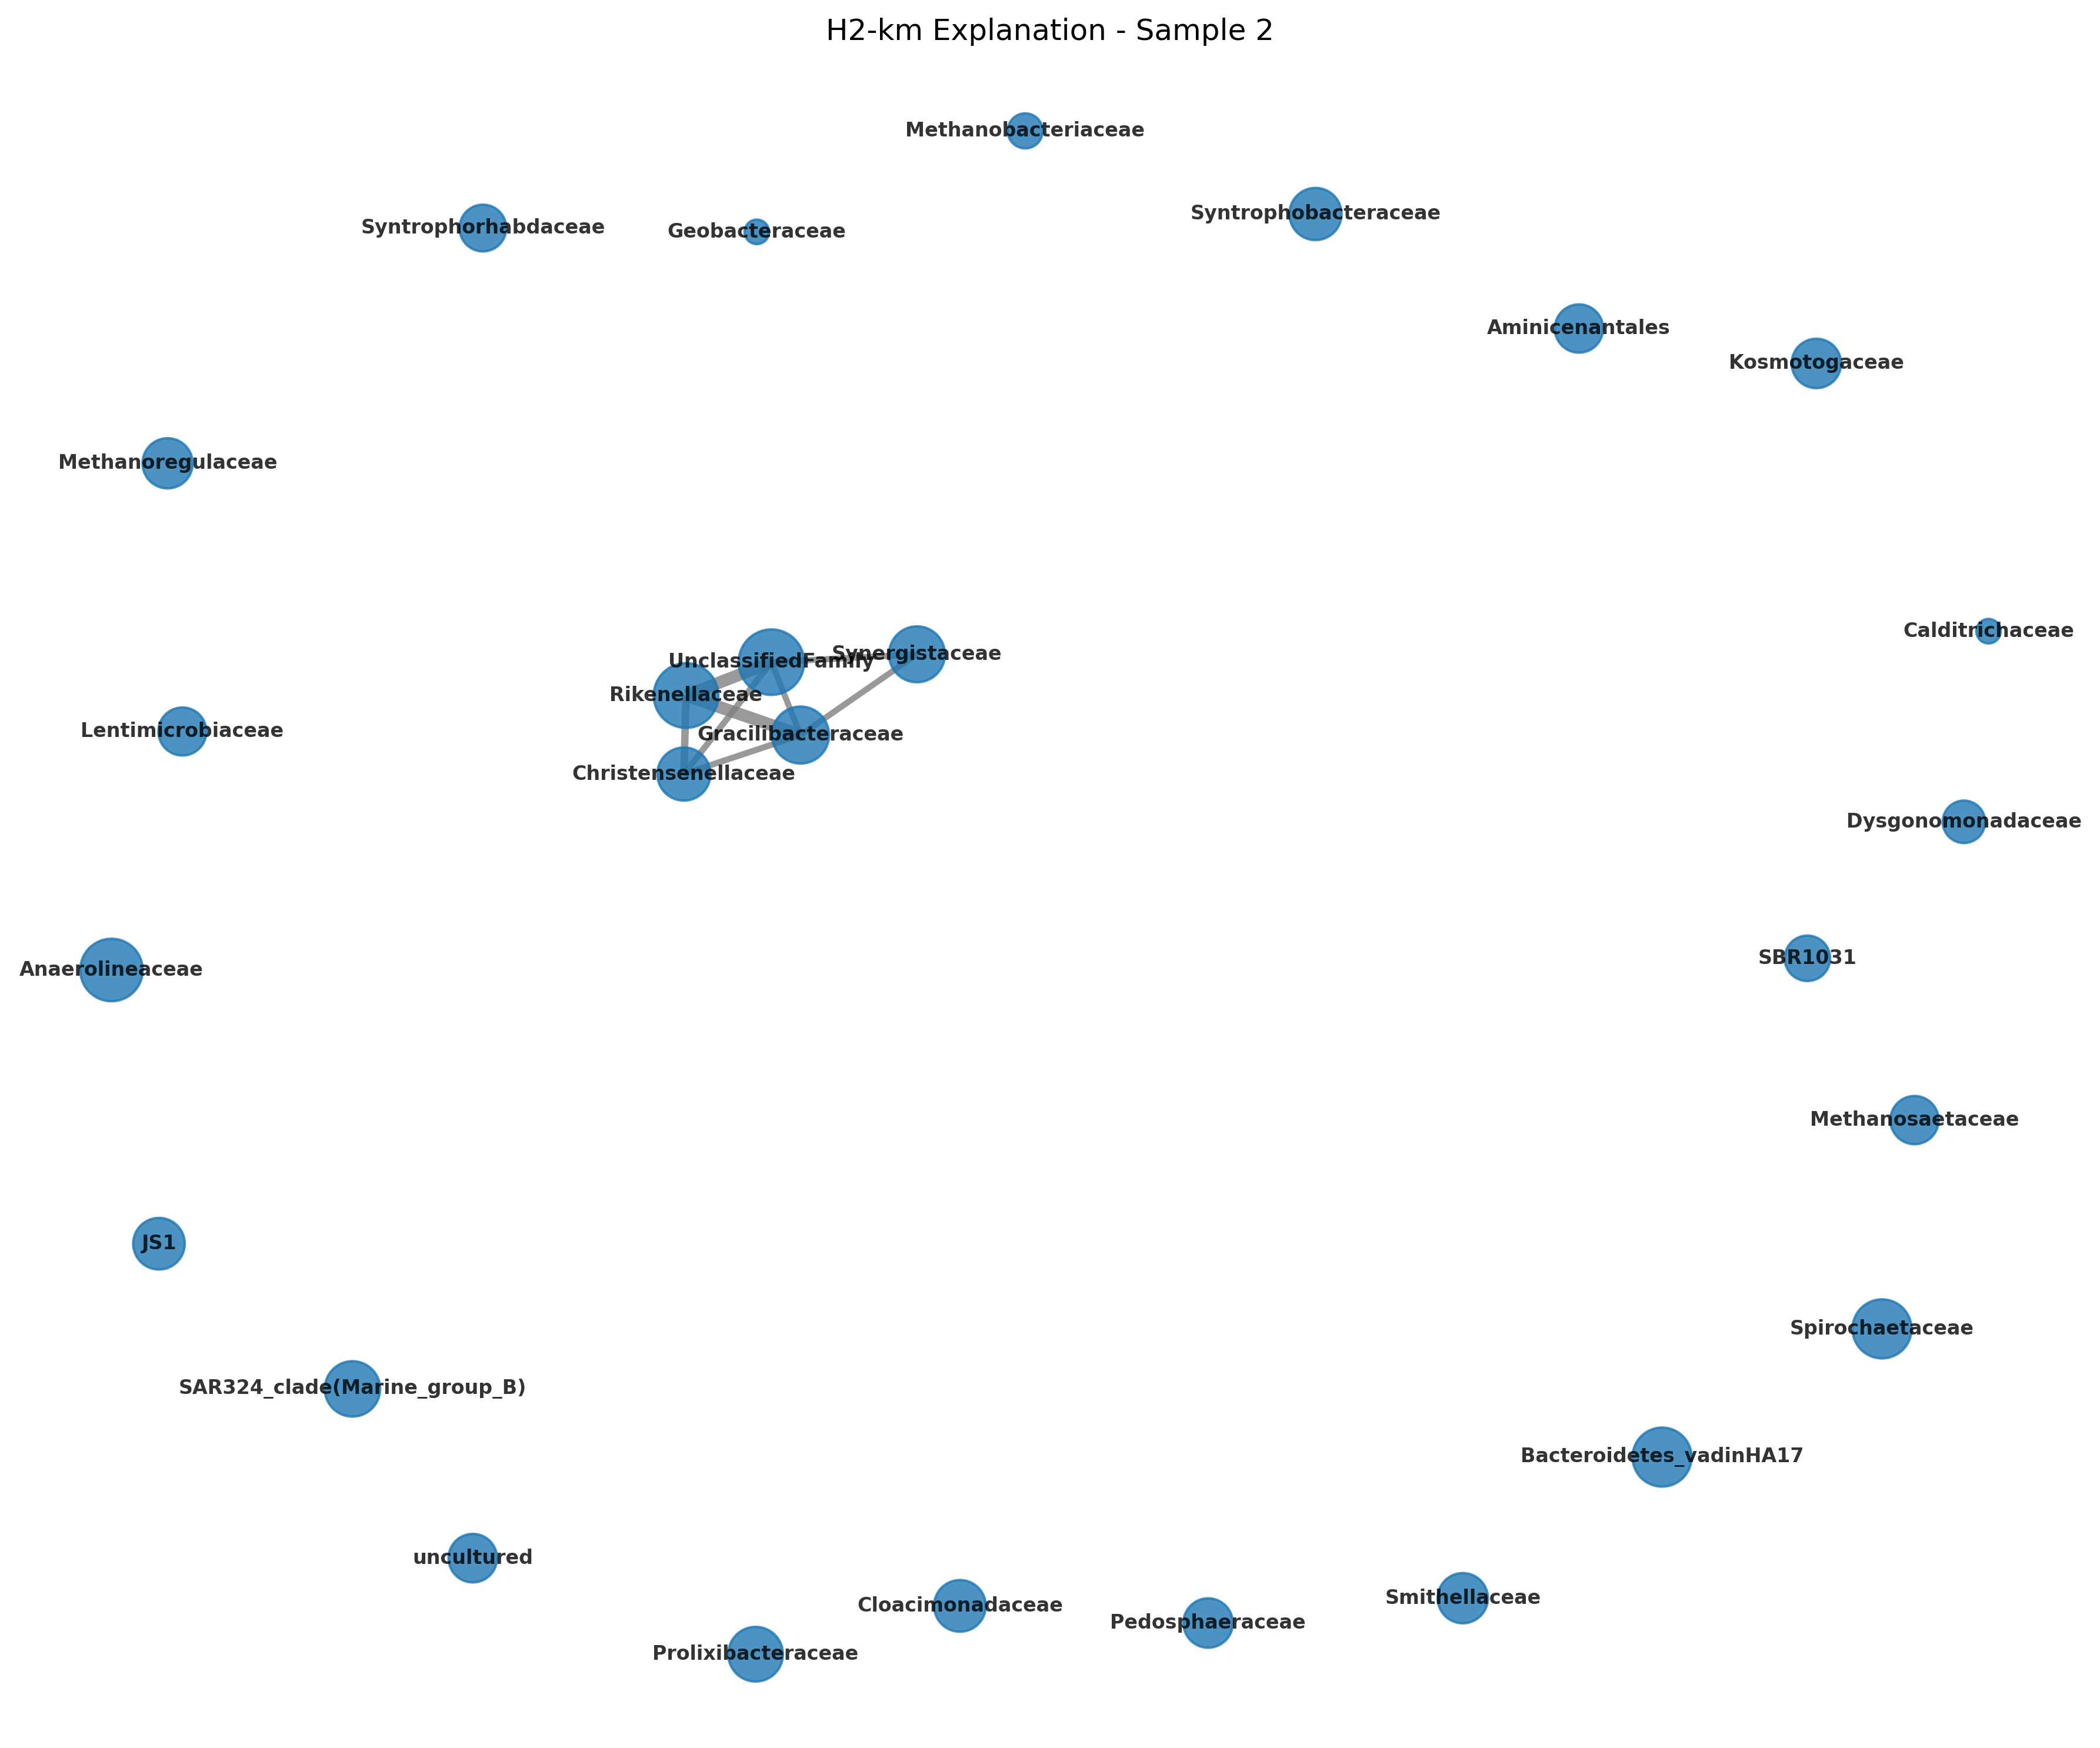 H2-km Explanation - Sample 2
Methanobacteriaceae
Syntrophobacteraceae
Syntrophorhabdaceae
Geobacteraceae
Aminicenantales
Kosmotogaceae
Methanoregulaceae
Calditrichaceae
Synergistaceae
UnclassifiedFamily
Rikenellaceae
Lentimicrobiaceae
Gracilibacteraceae
Christensenellaceae
Dysgonomonadaceae
SBR1031
Anaerolineaceae
Methanosaetaceae
JS1
Spirochaetaceae
SAR324_clade(Marine_group_B)
Bacteroidetes_vadinHA17
uncultured
Smithellaceae
Cloacimonadaceae
Pedosphaeraceae
Prolixibacteraceae